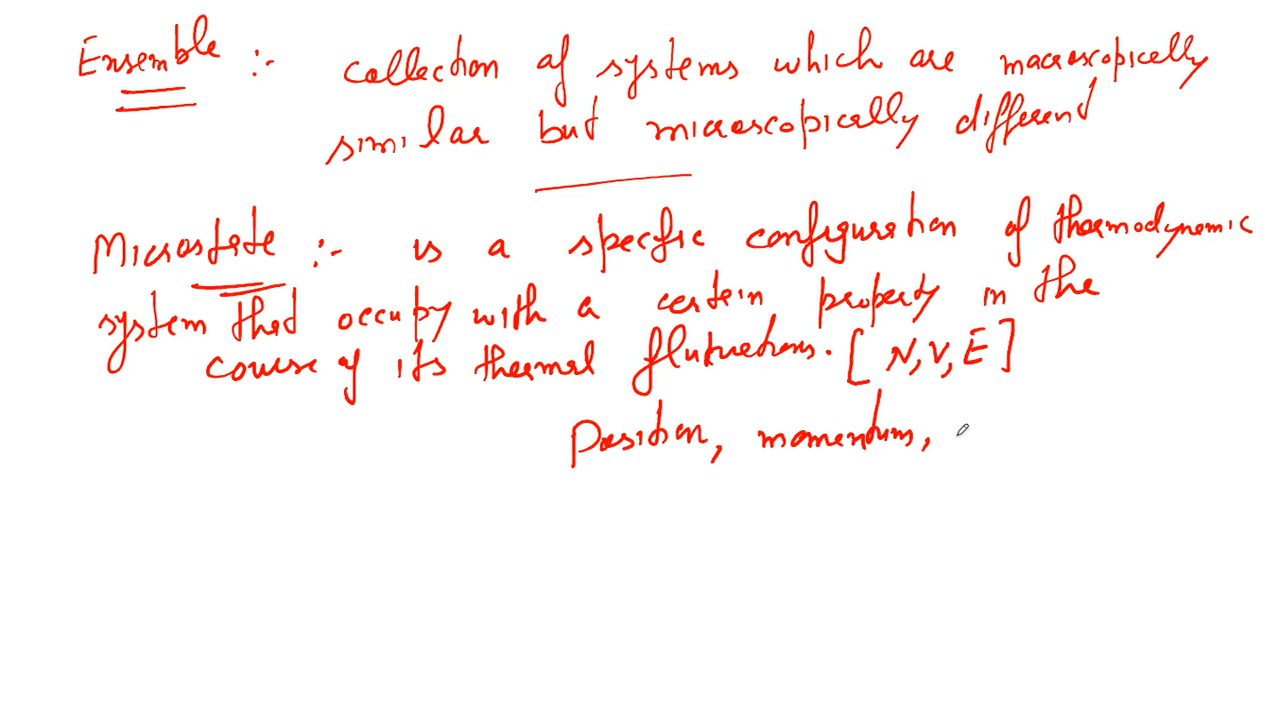 Ensemble :- collection of systems which are macroscopically
similar but microscopically different
Microstate :- is a specific configuration of thermodynamic
system that occupy with a certain property in the
course of its thermal flutuations. [N, V, E]
Position, momentum,